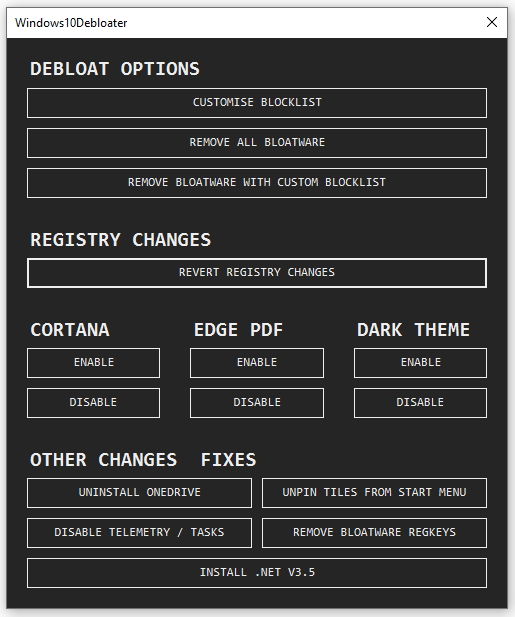 Windows10Debloater
DEBLOAT OPTIONS
CUSTOMISE BLOCKLIST
REMOVE ALL BLOATWARE
REMOVE BLOATWARE WITH CUSTOM BLOCKLIST
REGISTRY CHANGES
REVERT REGISTRY CHANGES
CORTANA EDGE PDF DARK THEME
ENABLE ENABLE ENABLE
DISABLE DISABLE DISABLE
OTHER CHANGES  FIXES
UNINSTALL ONEDRIVE UNPIN TILES FROM START MENU
DISABLE TELEMETRY / TASKS REMOVE BLOATWARE REGKEYS
INSTALL .NET V3.5